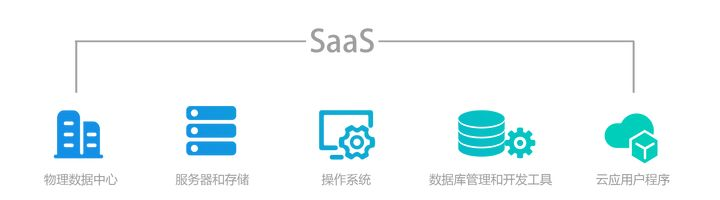 SaaS
物理数据中心
服务器和存储
操作系统
数据库管理和开发工具
云应用户程序